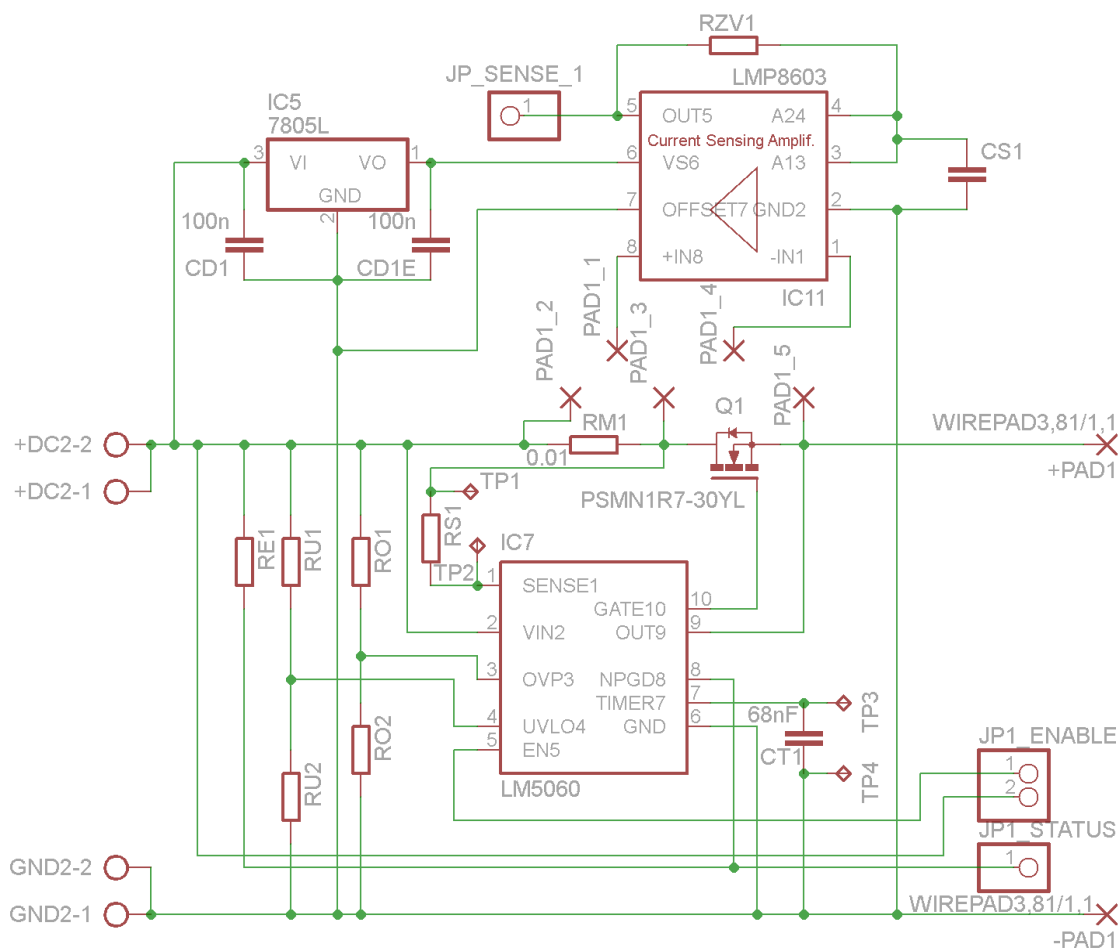 RZV1
JP_SENSE_1
1
LMP8603
5
OUT5
A24
4
Current Sensing Amplif.
6
VS6
A13
3
7
OFFSET7
GND2
2
8
+IN8
-IN1
1
IC11
CS1
IC5
7805L
3
VI
VO
1
GND
2
100n
CD1
100n
CD1E
PAD1_1
PAD1_2
PAD1_3
PAD1_4
PAD1_5
+DC2-2
+DC2-1
RM1
0.01
Q1
PSMN1R7-30YL
WIREPAD3,81/1,1
+PAD1
TP1
RS1
TP2
RE1
RU1
RO1
RO2
RU2
IC7
1
SENSE1
GATE10
10
2
VIN2
OUT9
9
3
OVP3
NPGD8
8
TIMER7
7
4
UVLO4
GND
6
5
EN5
LM5060
68nF
CT1
TP3
TP4
JP1_ENABLE
1
2
JP1_STATUS
1
GND2-2
GND2-1
WIREPAD3,81/1,1
-PAD1